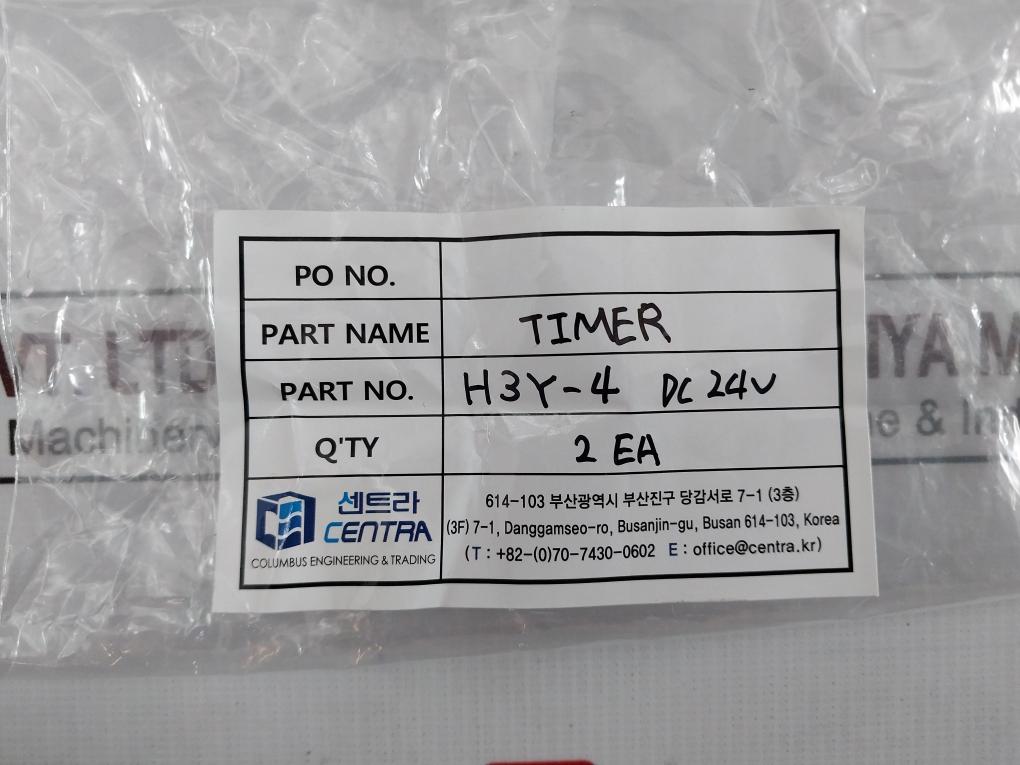 PO NO.
PART NAME TIMER
PART NO. H3Y-4 DC 24V
Q'TY 2 EA
센트라
CENTRA
COLUMBUS ENGINEERING & TRADING
614-103 부산광역시 부산진구 당감서로 7-1 (3층)
(3F) 7-1, Danggamseo-ro, Busanjin-gu, Busan 614-103, Korea
(T : +82-(0)70-7430-0602 E : office@centra.kr)
LTD
Machinery
&